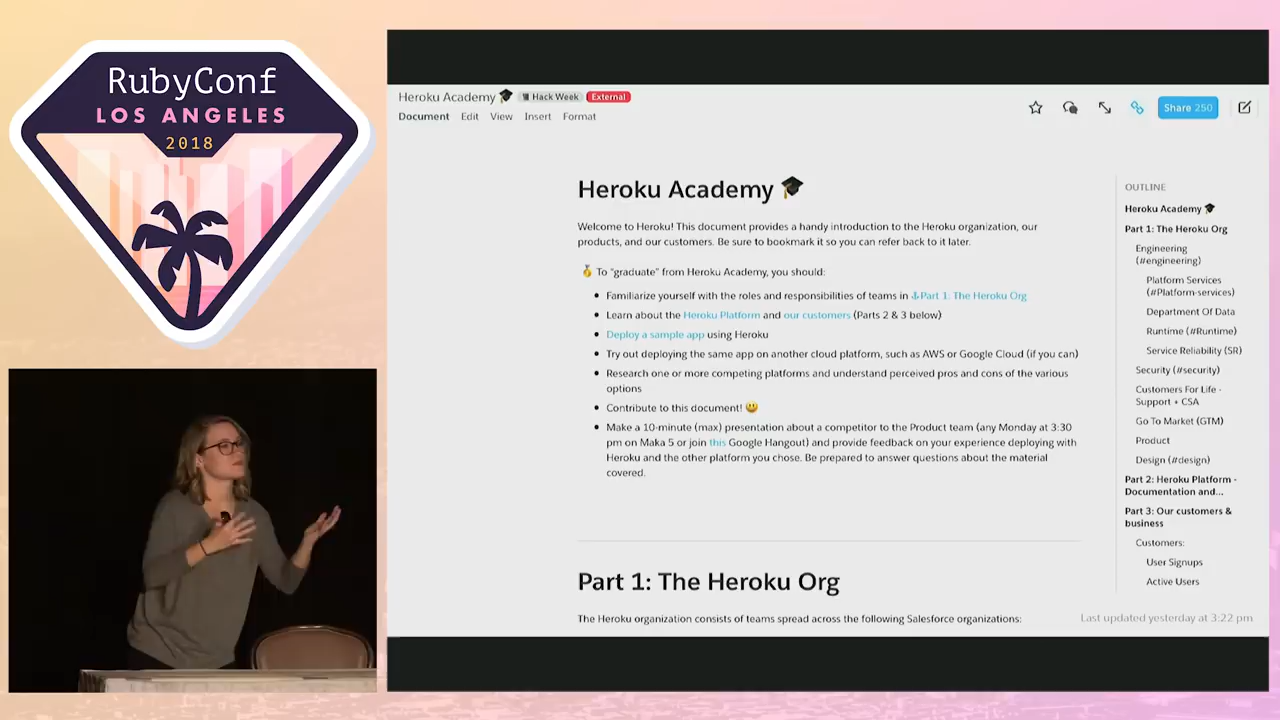 RubyConf
LOS ANGELES
2018
Heroku Academy 🎓 Hack Week External
Document Edit View Insert Format
Share 250
Heroku Academy 🎓
Welcome to Heroku! This document provides a handy introduction to the Heroku organization, our
products, and our customers. Be sure to bookmark it so you can refer back to it later.
🏅 To "graduate" from Heroku Academy, you should:
• Familiarize yourself with the roles and responsibilities of teams in ⚓Part 1: The Heroku Org
• Learn about the Heroku Platform and our customers (Parts 2 & 3 below)
• Deploy a sample app using Heroku
• Try out deploying the same app on another cloud platform, such as AWS or Google Cloud (if you can)
• Research one or more competing platforms and understand perceived pros and cons of the various
options
• Contribute to this document! 😃
• Make a 10-minute (max) presentation about a competitor to the Product team (any Monday at 3:30
pm on Maka 5 or join this Google Hangout) and provide feedback on your experience deploying with
Heroku and the other platform you chose. Be prepared to answer questions about the material
covered.
Part 1: The Heroku Org
The Heroku organization consists of teams spread across the following Salesforce organizations:
OUTLINE
Heroku Academy 🎓
Part 1: The Heroku Org
Engineering
(#engineering)
Platform Services
(#Platform-services)
Department Of Data
Runtime (#Runtime)
Service Reliability (SR)
Security (#security)
Customers For Life -
Support + CSA
Go To Market (GTM)
Product
Design (#design)
Part 2: Heroku Platform -
Documentation and...
Part 3: Our customers &
business
Customers:
User Signups
Active Users
Last updated yesterday at 3:22 pm